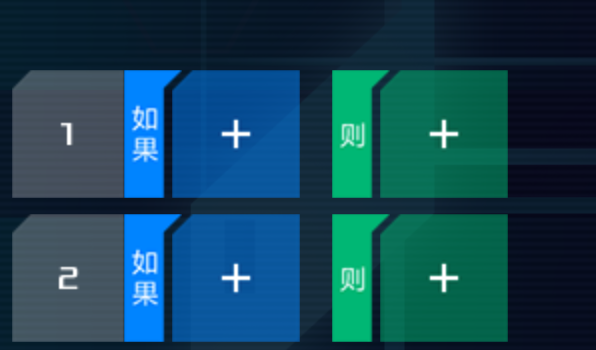 1 如果 + 则 +
2 如果 + 则 +